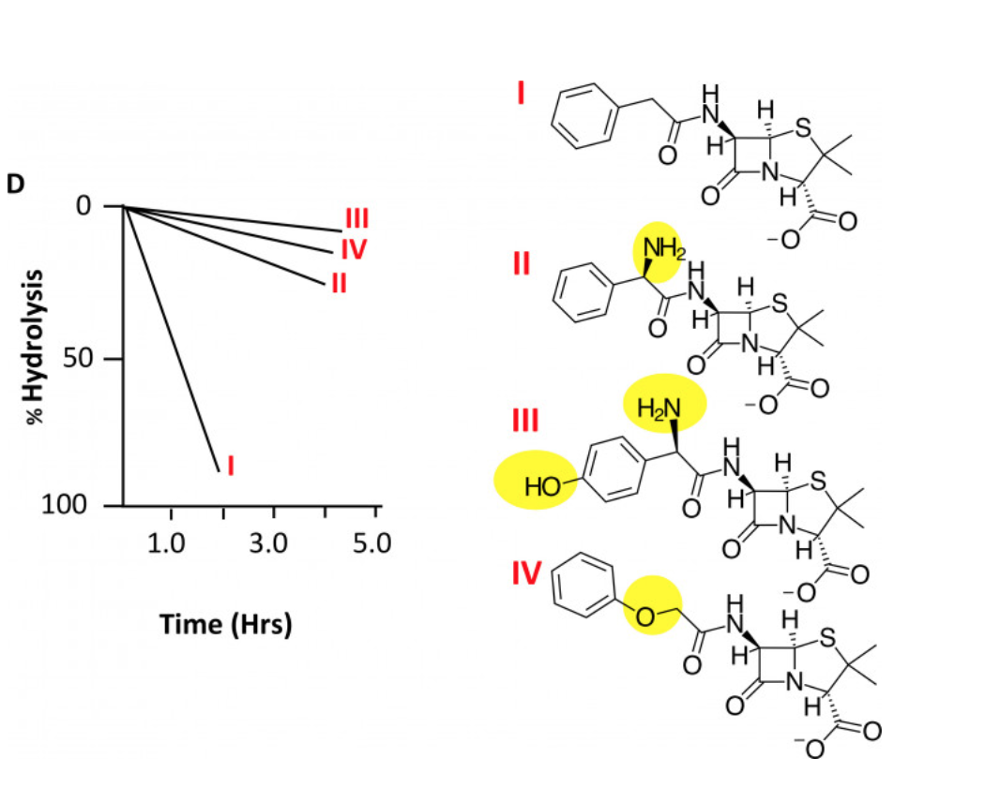 D
% Hydrolysis
0
50
100
1.0
3.0
5.0
Time (Hrs)
III
IV
II
I
I
H
N
O
H
H
S
N
O
H
O
⁻O
II
NH₂
H
N
O
H
H
S
N
O
H
O
⁻O
III
H₂N
HO
H
N
O
H
H
S
N
O
H
O
⁻O
IV
O
H
N
O
H
H
S
N
O
H
O
⁻O